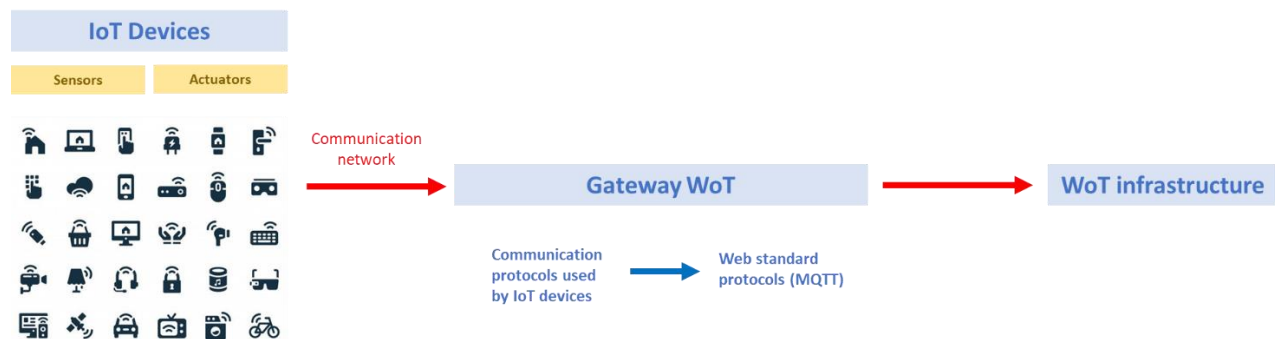 IoT Devices
Sensors
Actuators
Communication
network
Gateway WoT
WoT infrastructure
Communication
protocols used
by IoT devices
Web standard
protocols (MQTT)